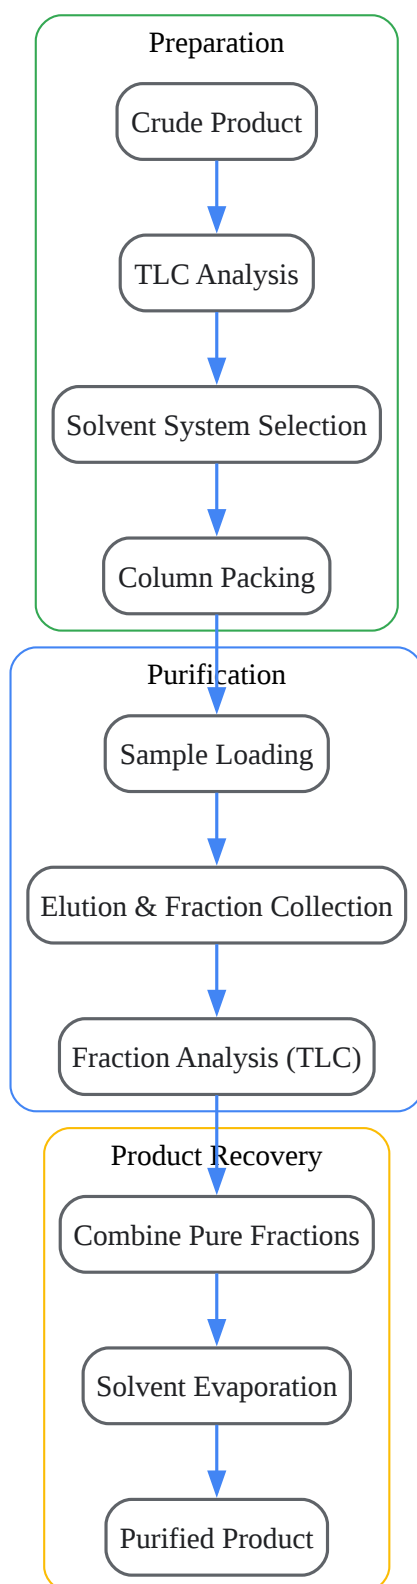 Preparation
Crude Product
TLC Analysis
Solvent System Selection
Column Packing
Purification
Sample Loading
Elution & Fraction Collection
Fraction Analysis (TLC)
Product Recovery
Combine Pure Fractions
Solvent Evaporation
Purified Product